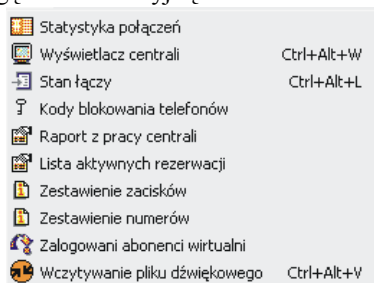 Statystyka połączeń
Wyświetlacz centrali Ctrl+Alt+W
Stan łączy Ctrl+Alt+L
Kody blokowania telefonów
Raport z pracy centrali
Lista aktywnych rezerwacji
Zestawienie zacisków
Zestawienie numerów
Zalogowani abonenci wirtualni
Wczytywanie pliku dźwiękowego Ctrl+Alt+V